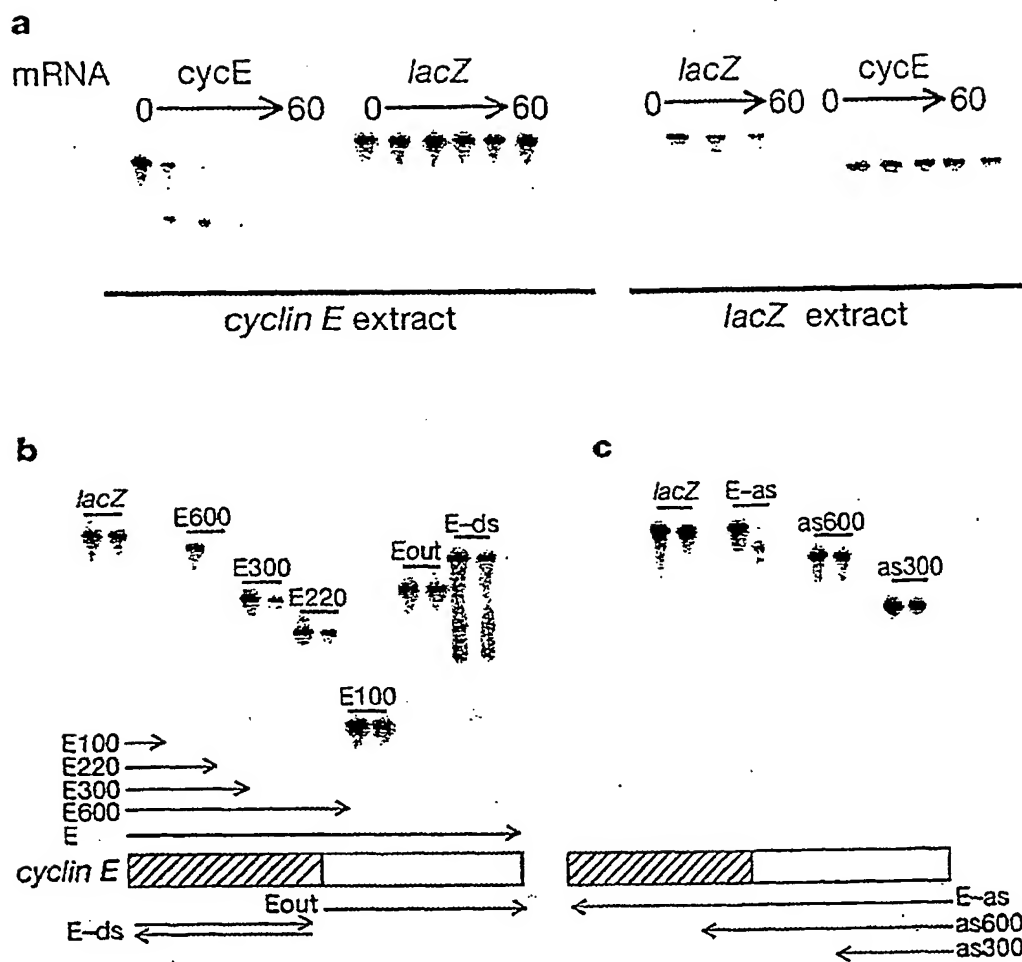 a
mRNA cycE lacZ lacZ cycE
0 60 0 60 0 60 0 60
cyclin E extract lacZ extract
b c
lacZ E600 E300 E220 Eout E-ds E100
lacZ E-as as600 as300
E100
E220
E300
E600
E
cyclin E
Eout
E-ds
E-as
as600
as300